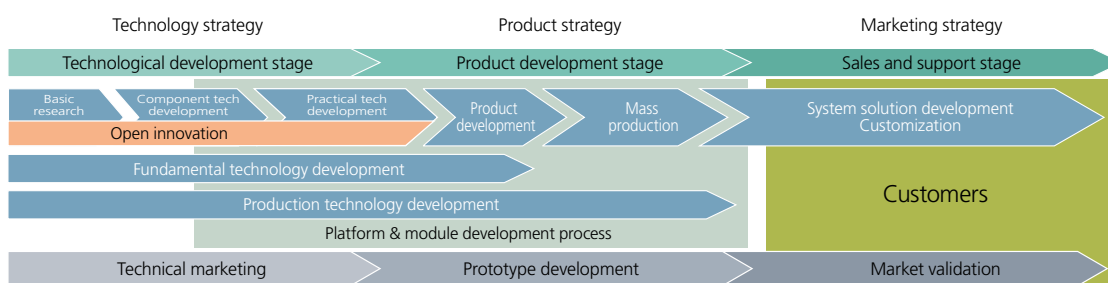 Technology strategy
Product strategy
Marketing strategy
Technological development stage
Product development stage
Sales and support stage
Basic
research
Component tech
development
Practical tech
development
Product
development
Mass
production
System solution development
Customization
Open innovation
Fundamental technology development
Production technology development
Customers
Platform & module development process
Technical marketing
Prototype development
Market validation